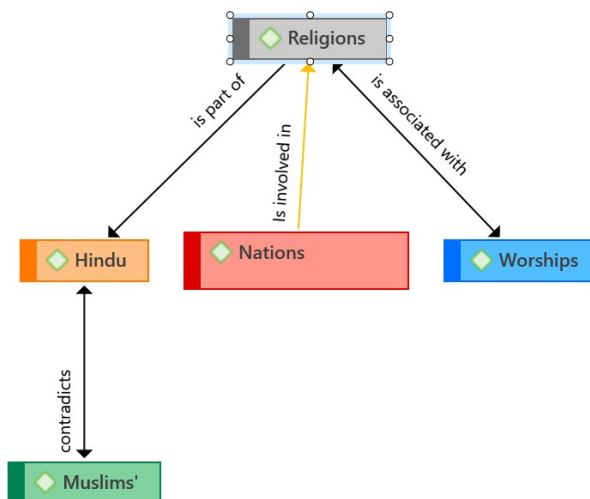 Religions
is part of
Is involved in
is associated with
Hindu
Nations
Worships
contradicts
Muslims'